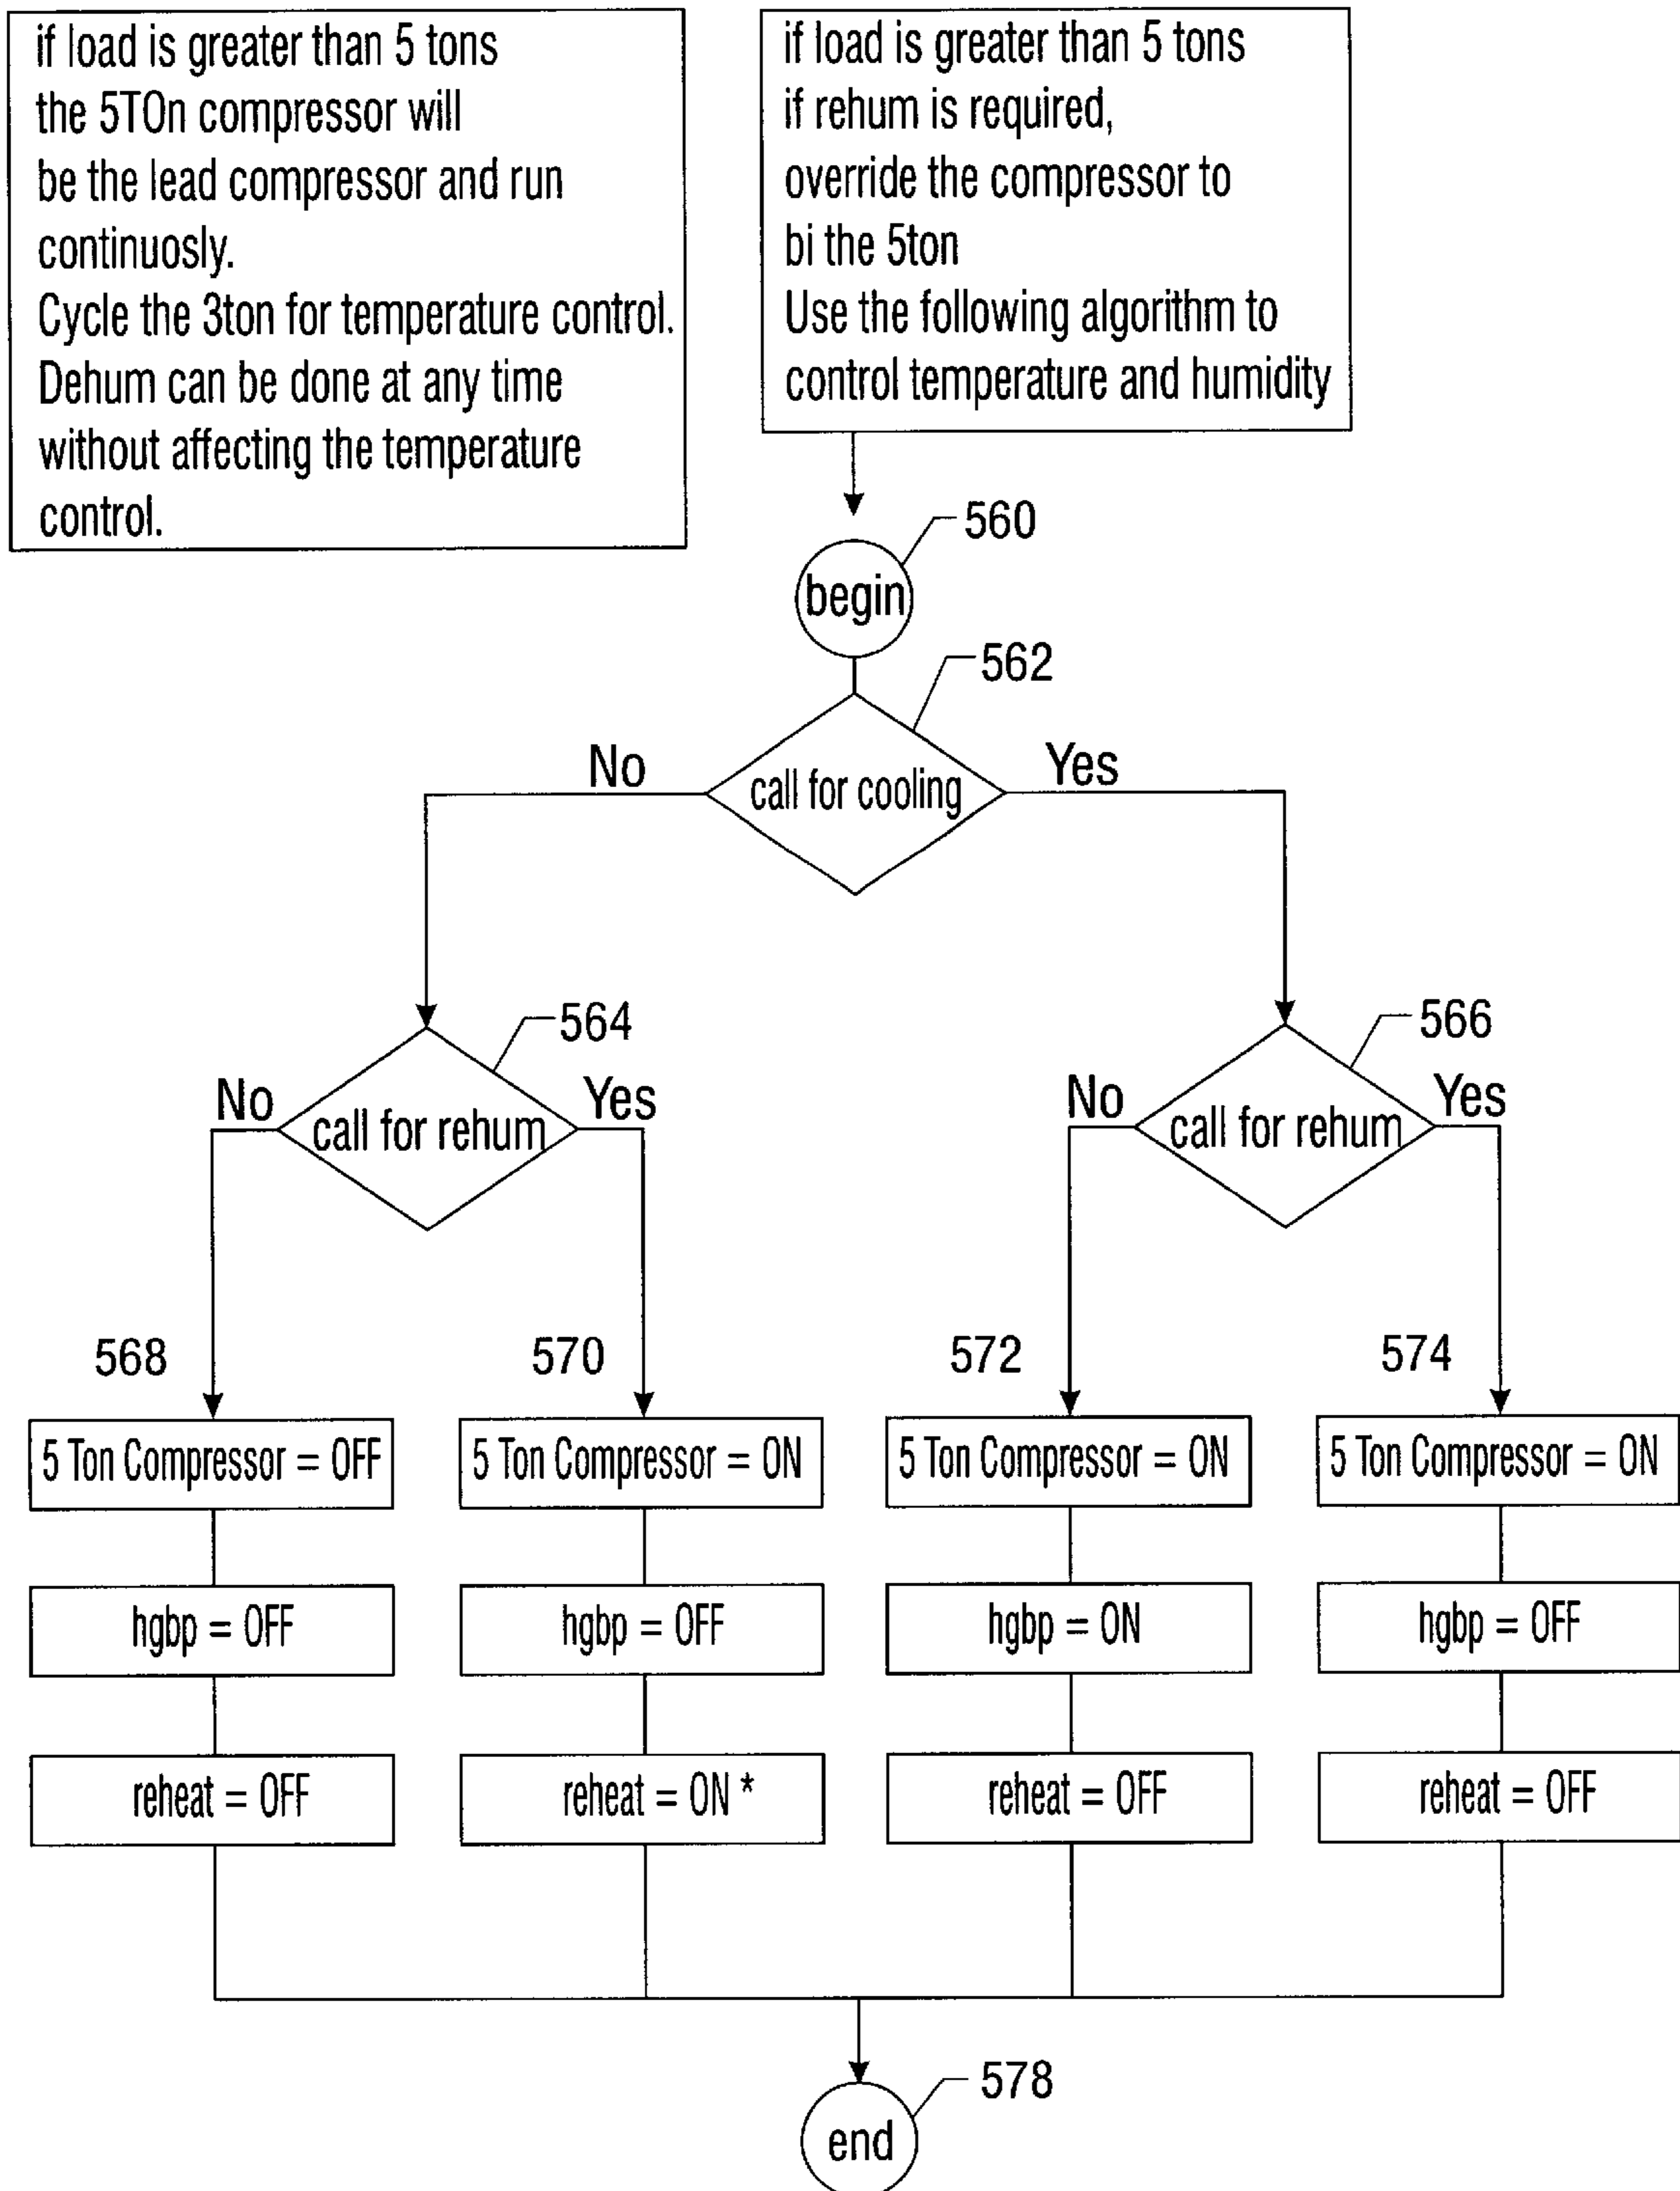 if load is greater than 5 tons
the 5TOn compressor will
be the lead compressor and run
continuosly.
Cycle the 3ton for temperature control.
Dehum can be done at any time
without affecting the temperature
control.
if load is greater than 5 tons
if rehum is required,
override the compressor to
bi the 5ton
Use the following algorithm to
control temperature and humidity
560
begin
562
No
call for cooling
Yes
564
No
call for rehum
Yes
566
No
call for rehum
Yes
568
570
572
574
5 Ton Compressor = OFF
5 Ton Compressor = ON
5 Ton Compressor = ON
5 Ton Compressor = ON
hgbp = OFF
hgbp = OFF
hgbp = ON
hgbp = OFF
reheat = OFF
reheat = ON *
reheat = OFF
reheat = OFF
578
end